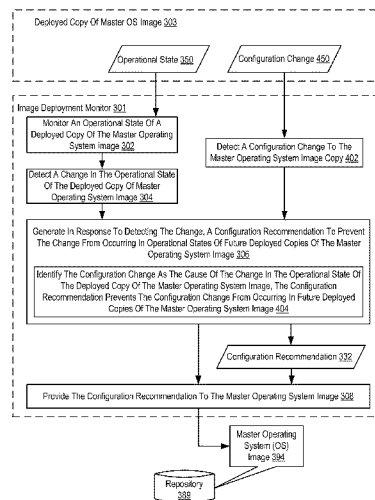 Deployed Copy Of Master OS Image 303
Operational State 350
Configuration Change 450
Image Deployment Monitor 301
Monitor An Operational State Of A
Deployed Copy Of The Master Operating
System Image 302
Detect A Change In The Operational State
Of The Deployed Copy Of Master
Operating System Image 304
Detect A Configuration Change To The
Master Operating System Image Copy 402
Generate In Response To Detecting The Change, A Configuration Recommendation To Prevent
The Change From Occurring In Operational States Of Future Deployed Copies Of The Master
Operating System Image
306
Identify The Configuration Change As The Cause Of The Change In The Operational State Of
The Deployed Copy Of The Master Operating System Image, The Configuration
Recommendation Prevents The Configuration Change From Occurring In Future Deployed
Copies Of The Master Operating System Image 404
Configuration Recommendation 332
Provide The Configuration Recommendation To The Master Operating System Image 308
Master Operating
System (OS)
Image 394
Repository
389